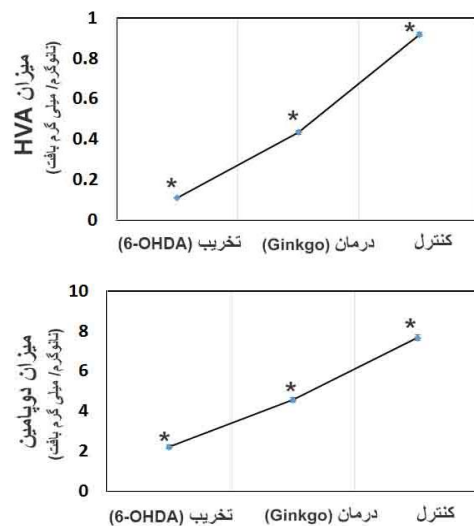 میزان HVA
(نانوگرم/ میلی گرم بافت)
1
0.8
0.6
0.4
0.2
0
*
*
*
تخریب (6-OHDA)
درمان (Ginkgo)
کنترل
میزان دوپامین
(نانوگرم/ میلی گرم بافت)
10
8
6
4
2
0
*
*
*
تخریب (6-OHDA)
درمان (Ginkgo)
کنترل